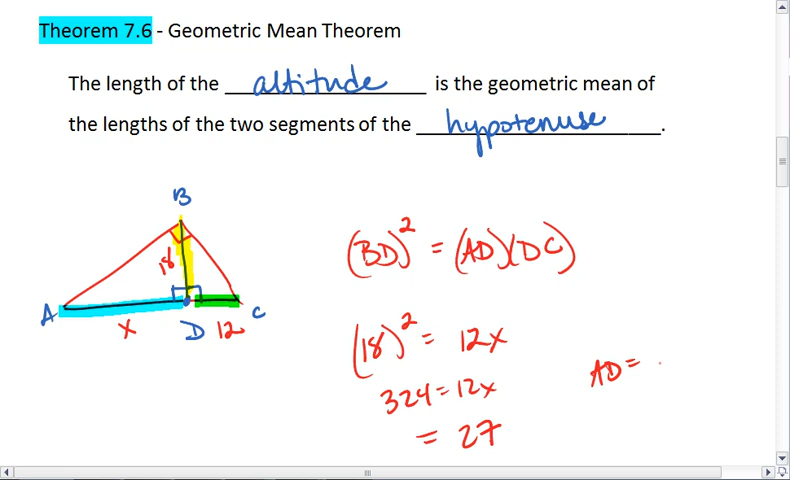 Theorem 7.6 - Geometric Mean Theorem
The length of the altitude is the geometric mean of
the lengths of the two segments of the hypotenuse.
B
18
A
x
D
12
C
(BD)² = (AD)(DC)
(18)² = 12x
324 = 12x
= 27
AD =